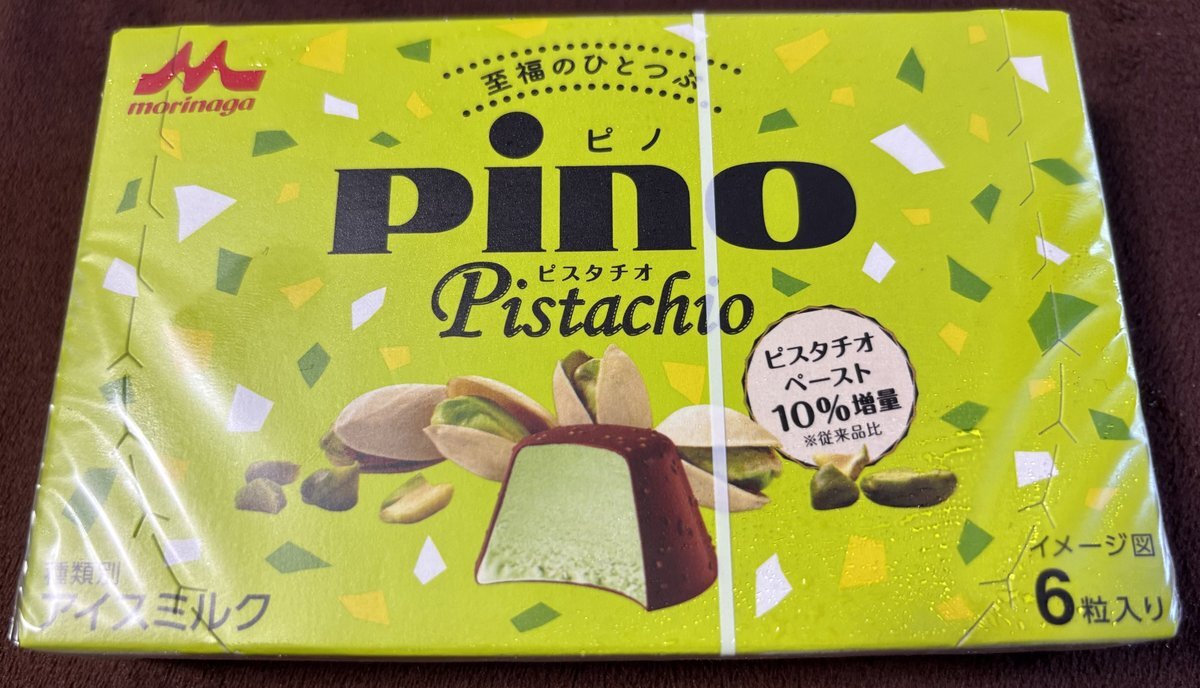 morinaga
至福のひとつぶ
ピノ
pino
ピスタチオ
Pistachio
ピスタチオ
ペースト
10%増量
※従来品比
イメージ図
6粒入り
種類別
アイスミルク